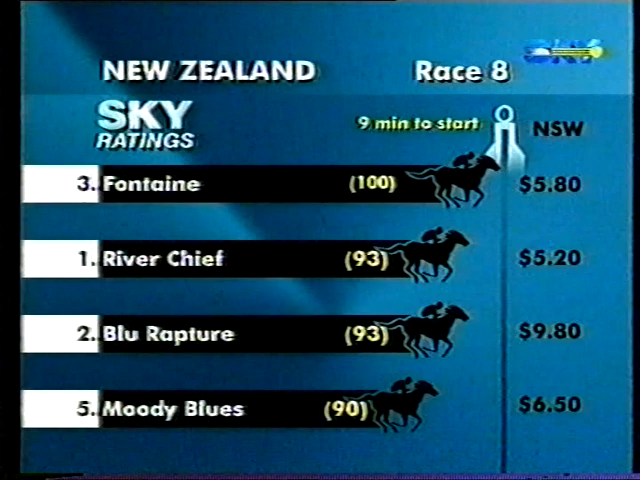 NEW ZEALAND Race 8
SKY
SKY RATINGS 9 min to start NSW
3. Fontaine (100) $5.80
1. River Chief (93) $5.20
2. Blu Rapture (93) $9.80
5. Moody Blues (90) $6.50